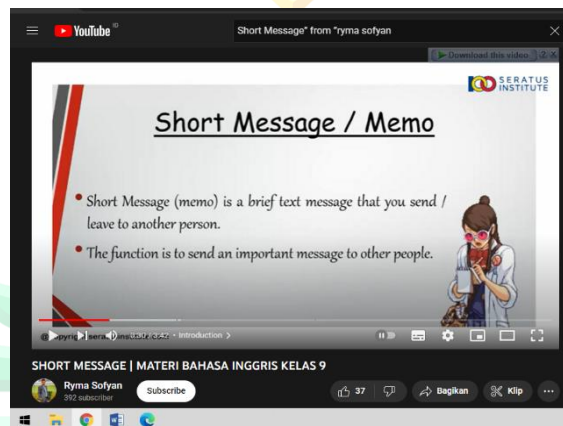 YouTube ID
Short Message" from "ryma sofyan
Download this video
SERATUS
INSTITUTE
Short Message / Memo
• Short Message (memo) is a brief text message that you send /
leave to another person.
• The function is to send an important message to other people.
Introduction >
SHORT MESSAGE | MATERI BAHASA INGGRIS KELAS 9
Ryma Sofyan
392 subscriber
Subscribe
37
Bagikan
Klip